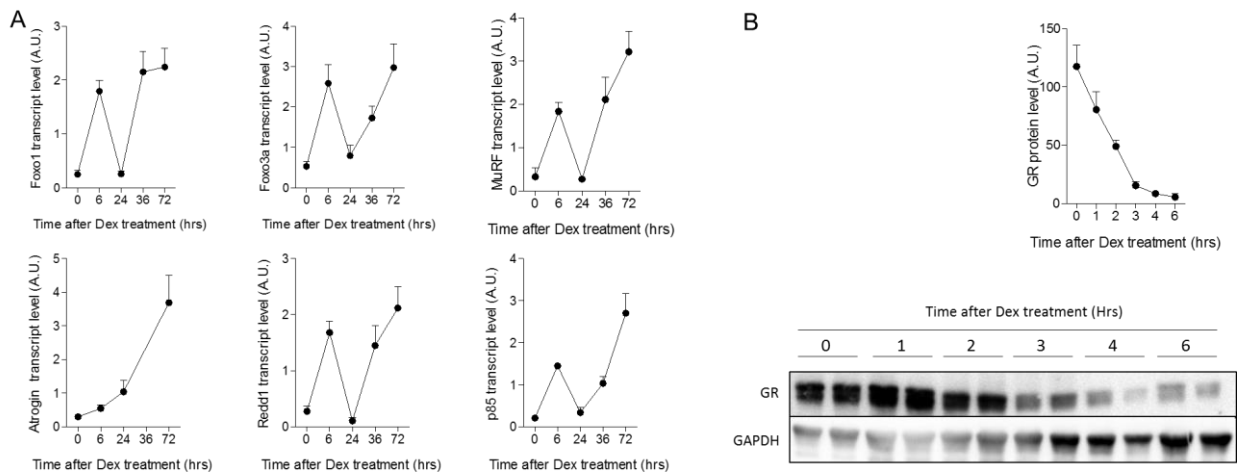 A
Foxo1 transcript level (A.U.)
3
2
1
0
0 6 24 36 72
Time after Dex treatment (hrs)
Foxo3a transcript level (A.U.)
4
3
2
1
0
0 6 24 36 72
Time after Dex treatment (hrs)
MuRF transcript level (A.U.)
4
3
2
1
0
0 6 24 36 72
Time after Dex treatment (hrs)
Atrogin transcript level (A.U.)
5
4
3
2
1
0
0 6 24 36 72
Time after Dex treatment (hrs)
Redd1 transcript level (A.U.)
3
2
1
0
0 6 24 36 72
Time after Dex treatment (hrs)
p85 transcript level (A.U.)
4
3
2
1
0
0 6 24 36 72
Time after Dex treatment (hrs)
B
GR protein level (A.U.)
150
100
50
0
0 1 2 3 4 6
Time after Dex treatment (hrs)
Time after Dex treatment (Hrs)
0 1 2 3 4 6
GR
GAPDH